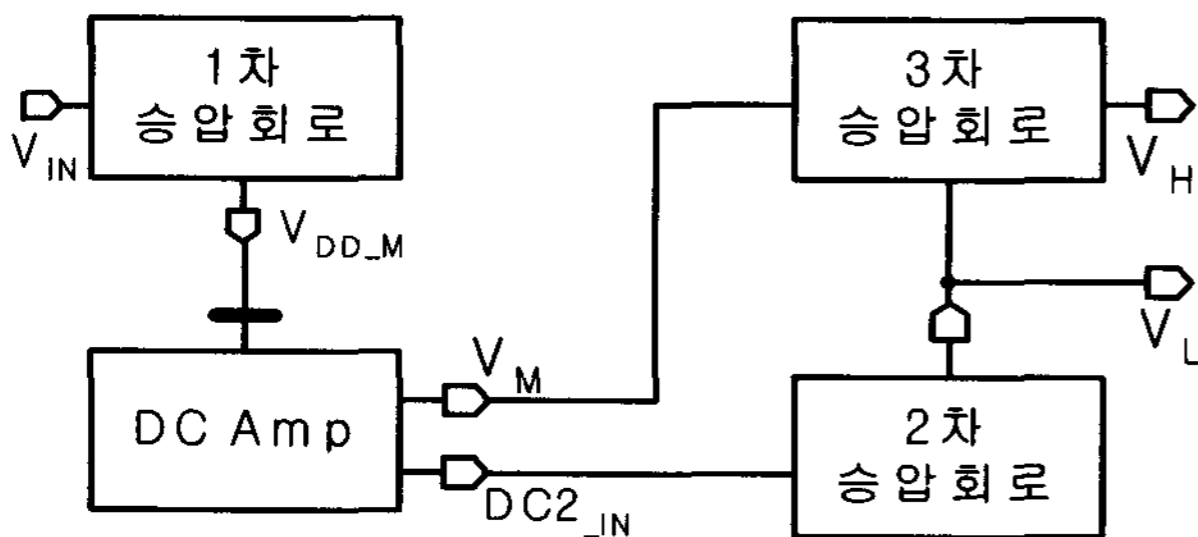 1차
승압회로
V_IN
V_DD_M
DC Amp
V_M
DC2_IN
3차
승압회로
V_H
V_L
2차
승압회로